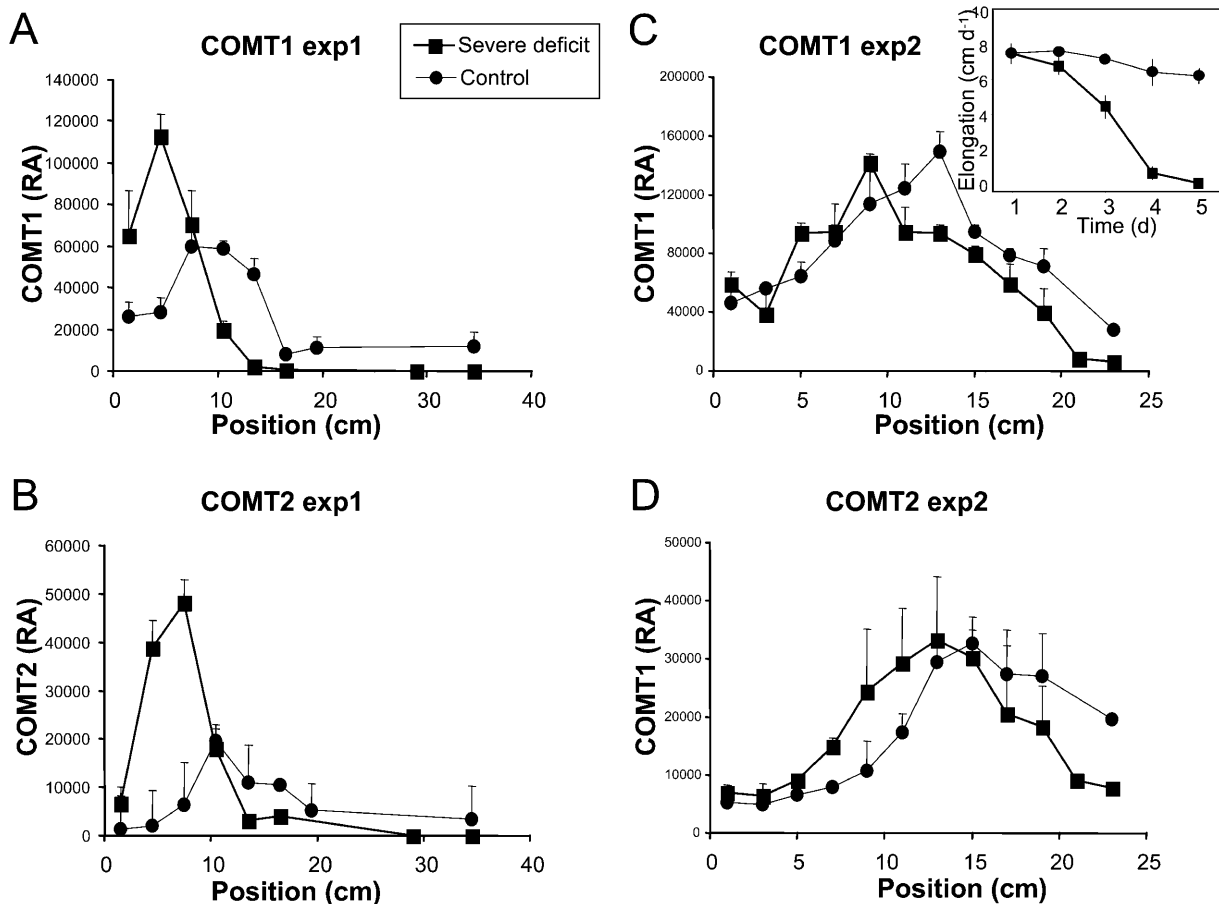 A
COMT1 exp1
Severe deficit
Control
COMT1 (RA)
140000
120000
100000
80000
60000
40000
20000
0
0 10 20 30 40
Position (cm)
C
COMT1 exp2
COMT1 (RA)
200000
160000
120000
80000
40000
0
0 5 10 15 20 25
Position (cm)
Elongation (cm d-1)
10
8
6
4
2
0
1 2 3 4 5
Time (d)
B
COMT2 exp1
COMT2 (RA)
60000
50000
40000
30000
20000
10000
0
0 10 20 30 40
Position (cm)
D
COMT2 exp2
COMT1 (RA)
50000
40000
30000
20000
10000
0
0 5 10 15 20 25
Position (cm)